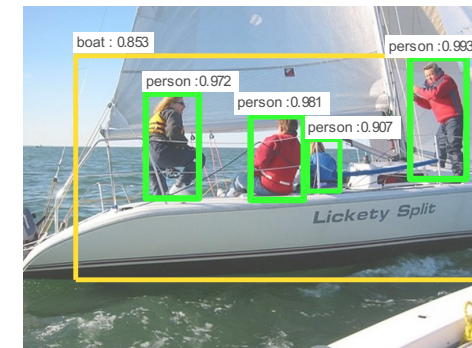 boat : 0.853
person :0.993
person :0.972
person :0.981
person :0.907
Lickety Split